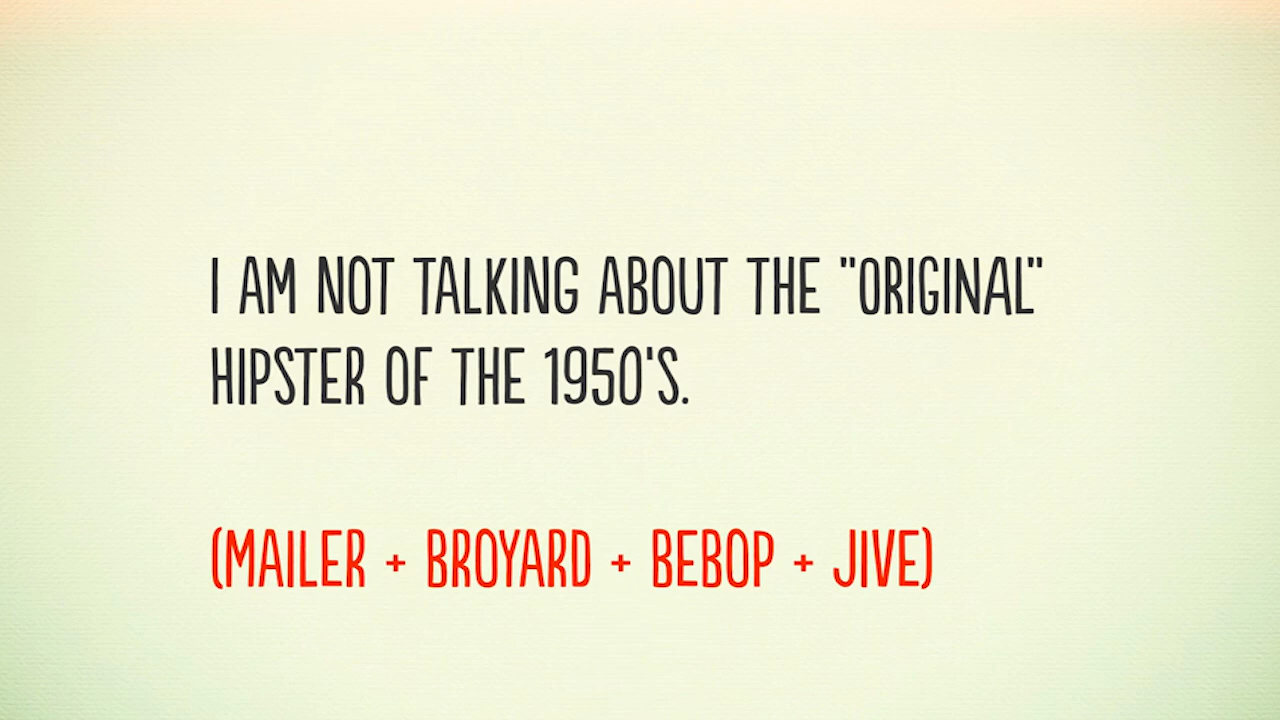 I AM NOT TALKING ABOUT THE "ORIGINAL"
HIPSTER OF THE 1950'S.
(MAILER + BROYARD + BEBOP + JIVE)